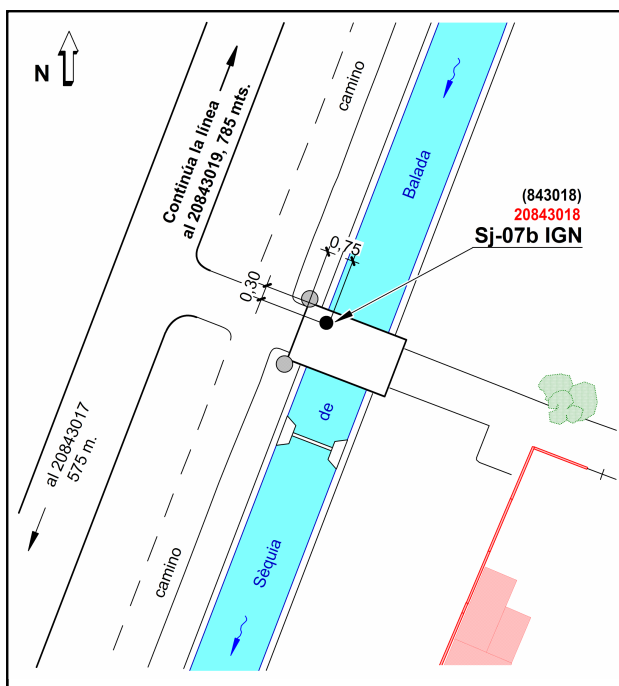 N
Continúa la línea
al 20843019, 785 mts.
camino
Balada
(843018)
20843018
Sj-07b IGN
0,75
0,30
al 20843017
575 m.
de
Sèquia
camino